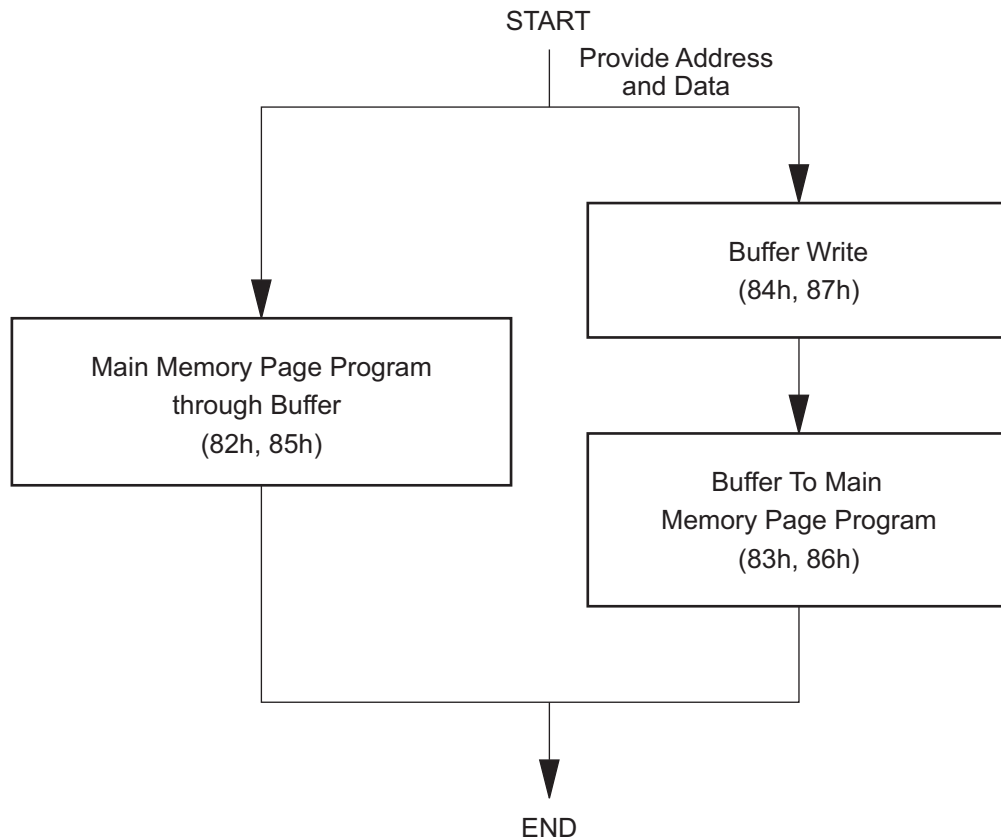 START
Provide Address
and Data
Buffer Write
(84h, 87h)
Main Memory Page Program
through Buffer
(82h, 85h)
Buffer To Main
Memory Page Program
(83h, 86h)
END